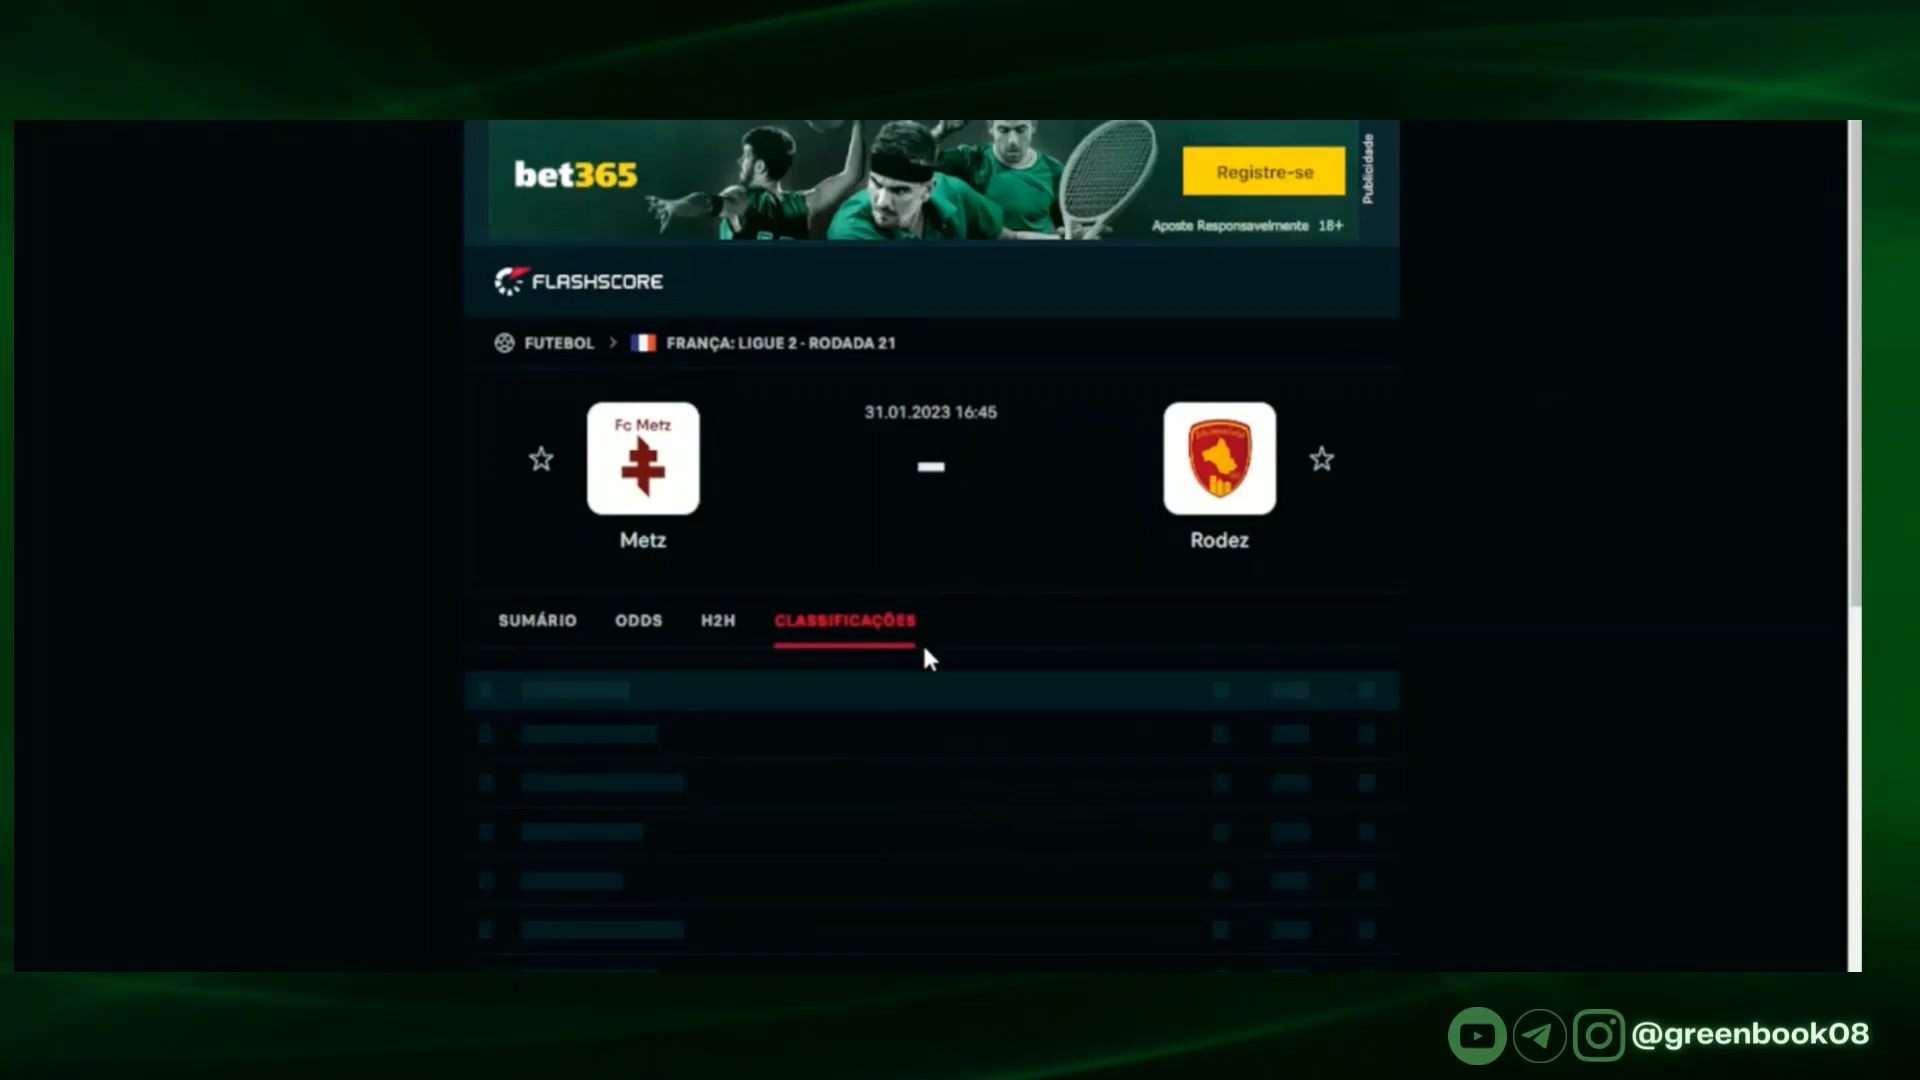 bet365
Registre-se
Publicidade
Aposte Responsavelmente 18+
FLASHSCORE
FUTEBOL > FRANÇA: LIGUE 2 - RODADA 21
31.01.2023 16:45
Fc Metz
Metz
Rodez
SUMÁRIO ODDS H2H CLASSIFICAÇÕES
@greenbook08